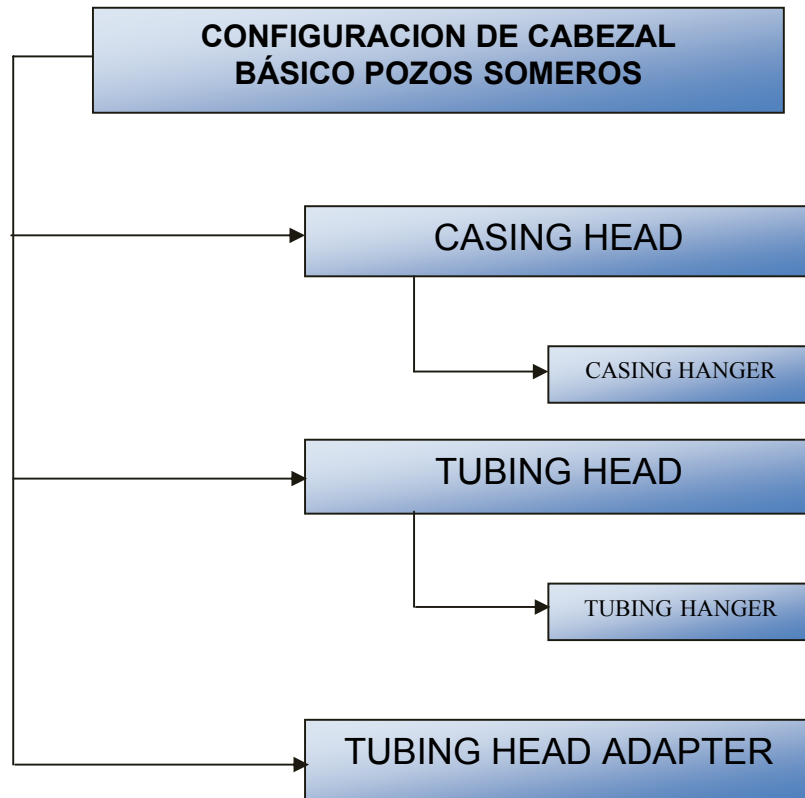 CONFIGURACION DE CABEZAL
BÁSICO POZOS SOMEROS
CASING HEAD
CASING HANGER
TUBING HEAD
TUBING HANGER
TUBING HEAD ADAPTER